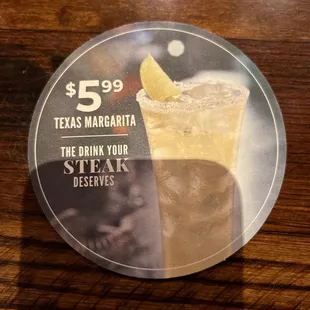 $5.99
TEXAS MARGARITA
THE DRINK YOUR
STEAK
DESERVES